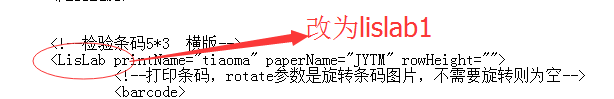 改为lislab1
<!--检验条码5*3  横版-->
<LisLab printName="tiaoma" paperName="JYTM" rowHeight="">
<!--打印条码，rotate参数是旋转条码图片，不需要旋转则为空-->
<barcode>